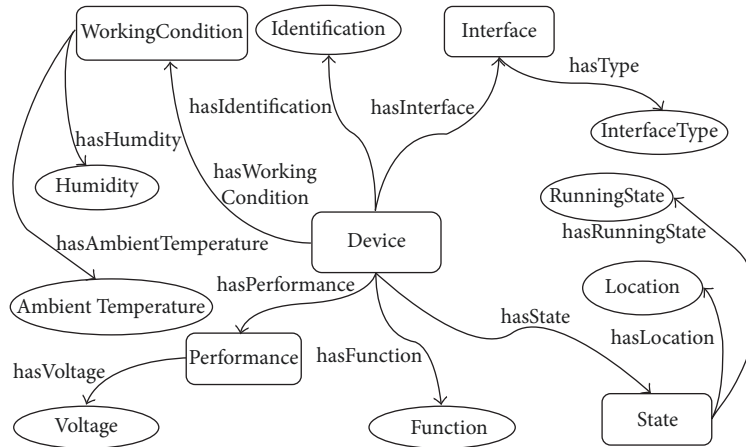 WorkingCondition
Identification
Interface
hasType
hasIdentification
hasInterface
InterfaceType
hasHumdity
hasWorking
Condition
Humidity
RunningState
hasRunningState
Device
hasAmbientTemperature
hasPerformance
Ambient Temperature
Location
hasState
hasLocation
Performance
hasFunction
hasVoltage
Voltage
Function
State